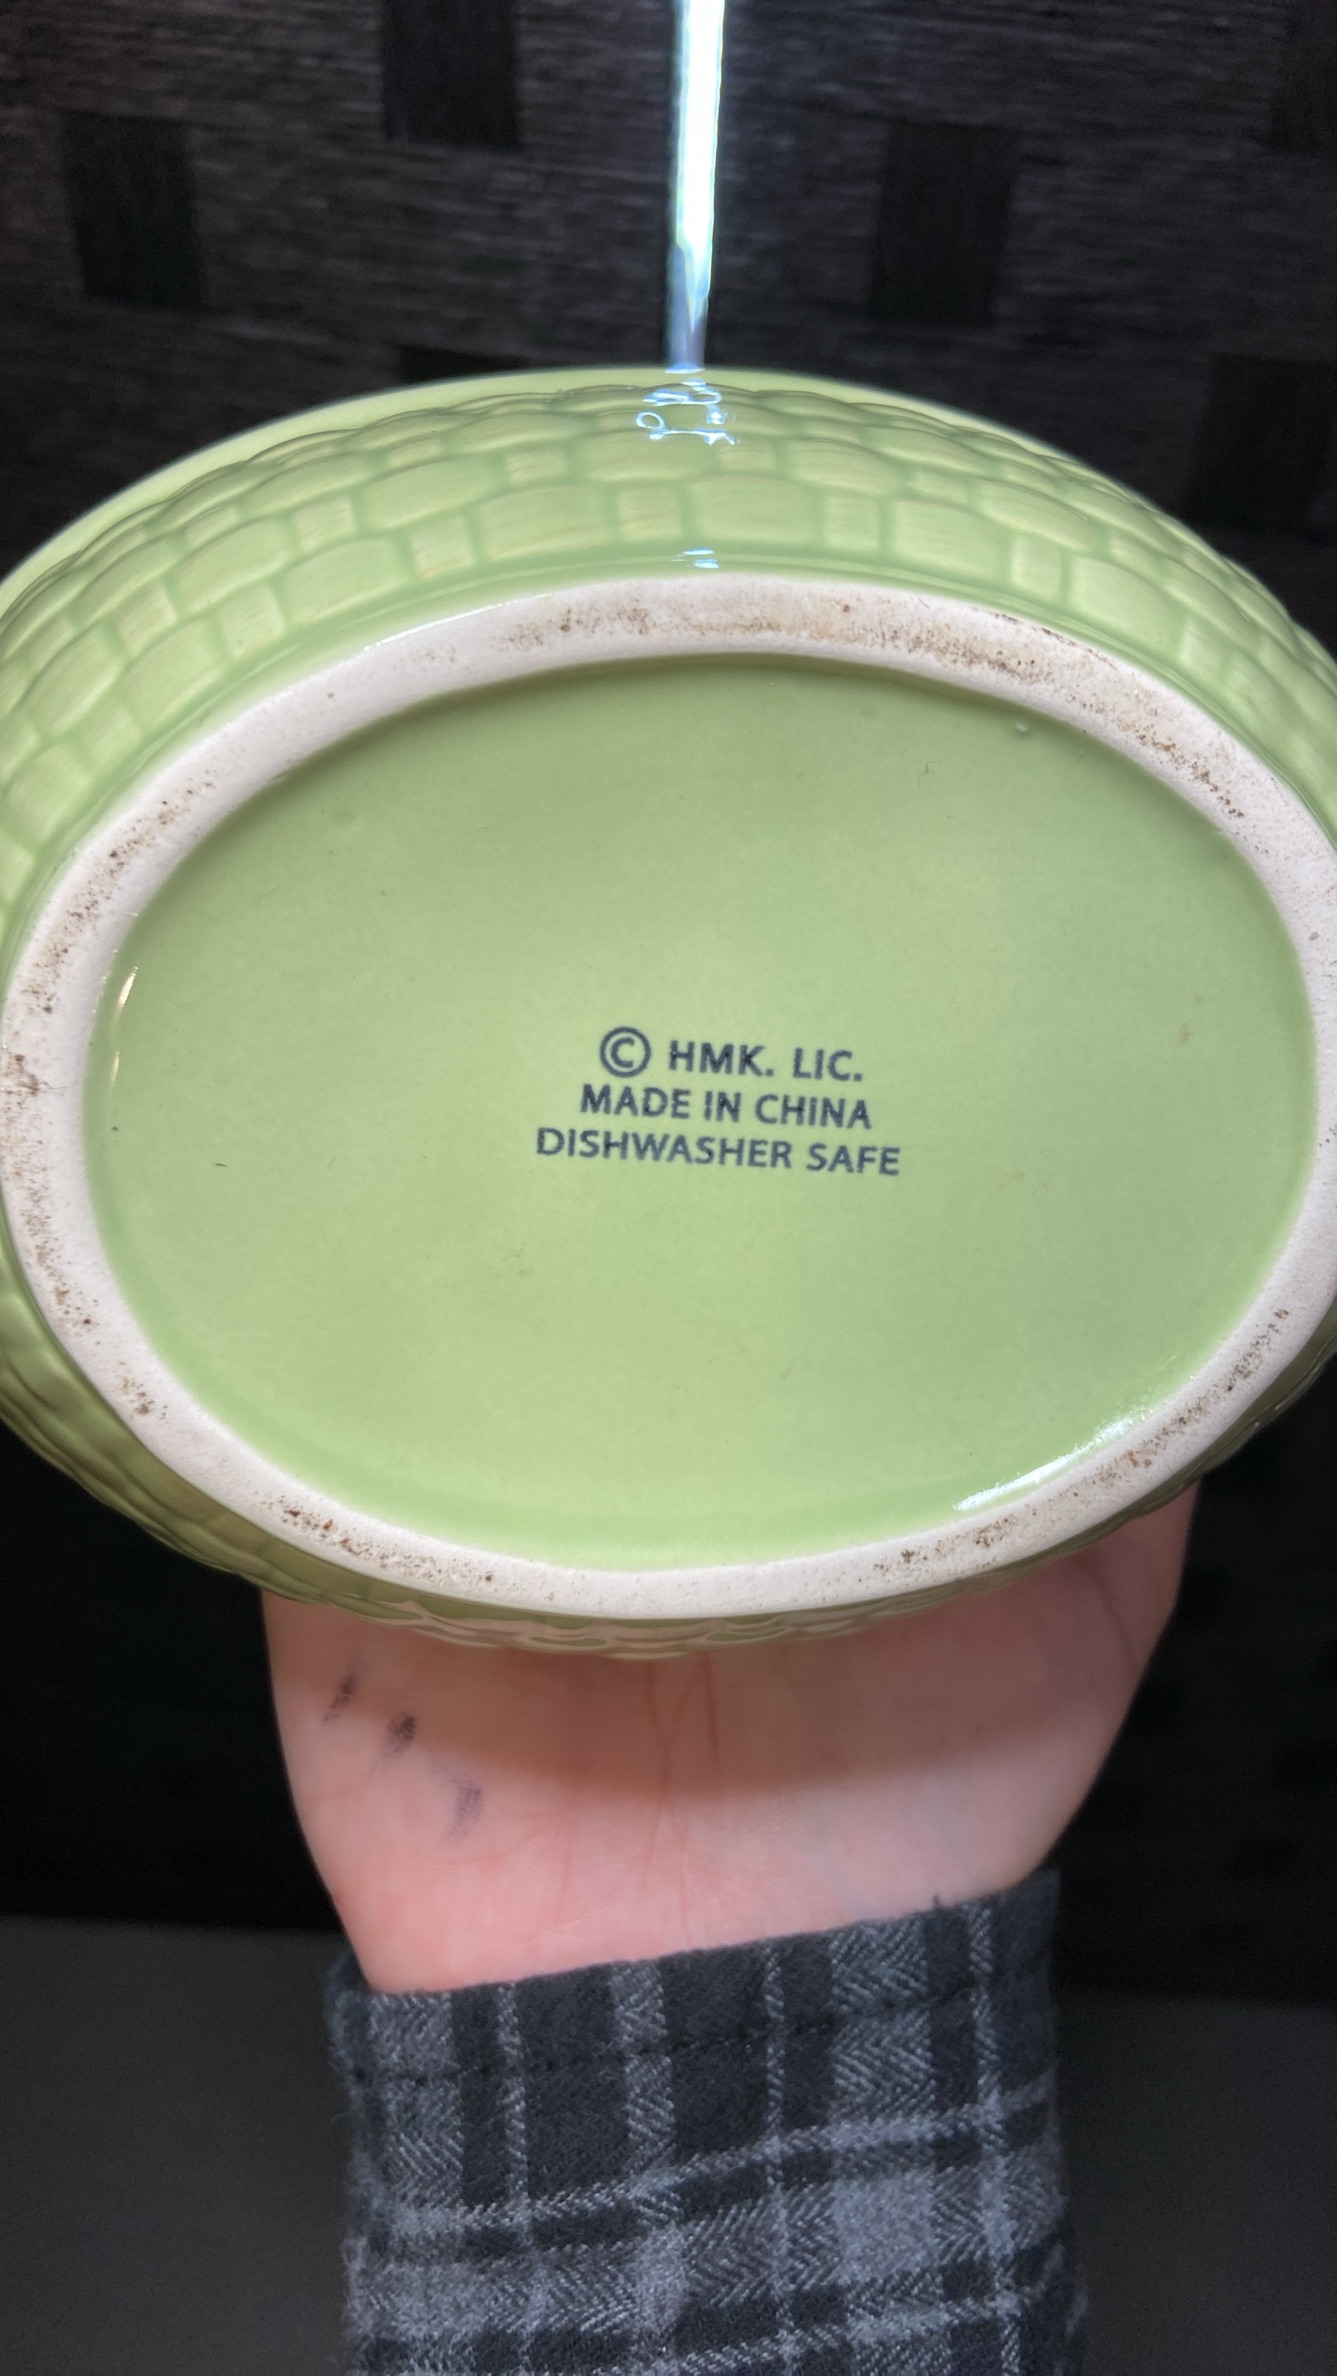 © HMK. LIC.
MADE IN CHINA
DISHWASHER SAFE